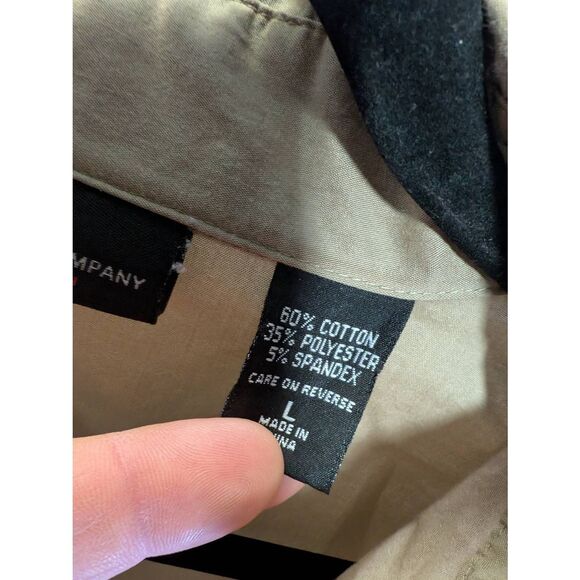 MPANY
60% COTTON
35% POLYESTER
5% SPANDEX
CARE ON REVERSE
L
MADE IN
INA